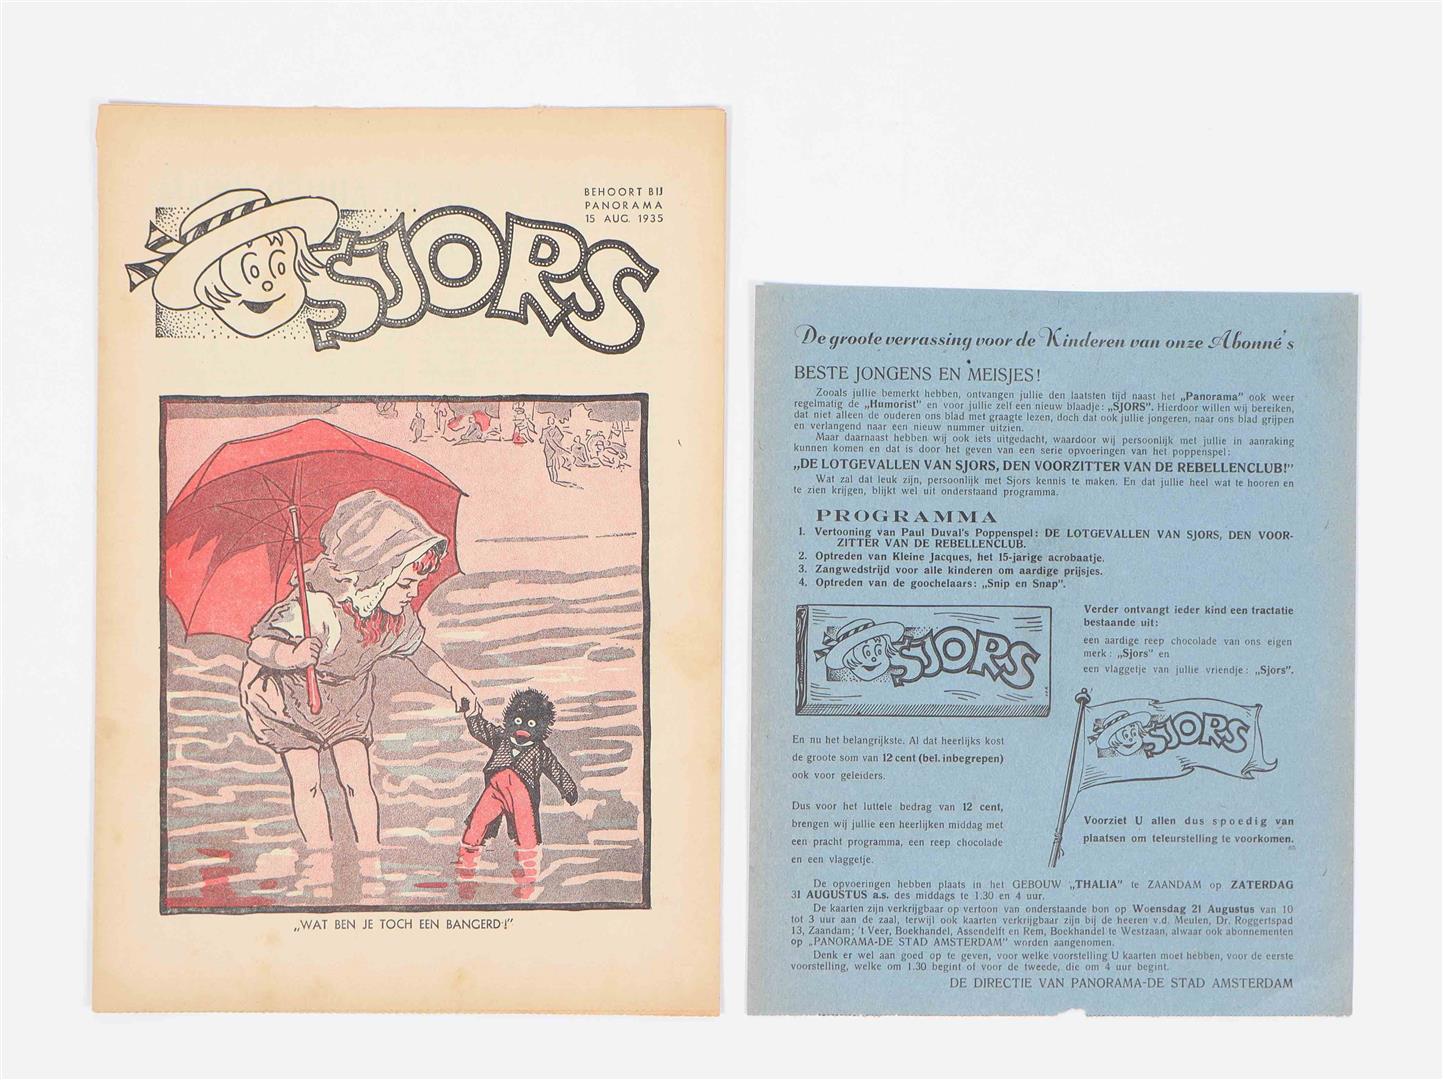 BEHOORT BIJ
PANORAMA
15 AUG. 1935
SJORS
„WAT BEN JE TOCH EEN BANGERD!"
De groote verrassing voor de Kinderen van onze Abonné's
BESTE JONGENS EN MEISJES!
Zooals jullie bemerkt hebben, ontvangen jullie den laatsten tijd naast het „Panorama" ook weer
regelmatig de „Humorist" en voor jullie zelf een nieuw blaadje: „SJORS". Hierdoor willen wij bereiken,
dat niet alleen de ouderen ons blad met graagte lezen, doch dat ook jullie jongeren, naar ons blad grijpen
en verlangend naar een nieuw nummer uitzien.
Maar daarnaast hebben wij ook iets uitgedacht, waardoor wij persoonlijk met jullie in aanraking
kunnen komen en dat is door het geven van een serie opvoeringen van het poppenspel:
„DE LOTGEVALLEN VAN SJORS, DEN VOORZITTER VAN DE REBELLENCLUB!"
Wat zal dat leuk zijn, persoonlijk met Sjors kennis te maken. En dat jullie heel wat te hooren en
te zien krijgen, blijkt wel uit onderstaand programma.
PROGRAMMA
1. Vertooning van Paul Duval's Poppenspel: DE LOTGEVALLEN VAN SJORS, DEN VOOR-
ZITTER VAN DE REBELLENCLUB.
2. Optreden van Kleine Jacques, het 15-jarige acrobaatje.
3. Zangwedstrijd voor alle kinderen om aardige prijsjes.
4. Optreden van de goochelaars: „Snip en Snap".
SJORS
Verder ontvangt ieder kind een tractatie
bestaande uit:
een aardige reep chocolade van ons eigen
merk: „Sjors" en
een vlaggetje van jullie vriendje: „Sjors".
SJORS
En nu het belangrijkste. Al dat heerlijks kost
de groote som van 12 cent (bel. inbegrepen)
ook voor geleiders.
Dus voor het luttele bedrag van 12 cent,
brengen wij jullie een heerlijken middag met
een pracht programma, een reep chocolade
en een vlaggetje.
Voorziet U allen dus spoedig van
plaatsen om teleurstelling te voorkomen.
De opvoeringen hebben plaats in het GEBOUW „THALIA" te ZAANDAM op ZATERDAG
31 AUGUSTUS a.s. des middags te 1.30 en 4 uur.
De kaarten zijn verkrijgbaar op vertoon van onderstaande bon op Woensdag 21 Augustus van 10
tot 3 uur aan de zaal, terwijl ook kaarten verkrijgbaar zijn bij de heeren v.d. Meulen, Dr. Roggertspad
13, Zaandam; 't Veer, Boekhandel, Assendelft en Rem, Boekhandel te Westzaan, alwaar ook abonnementen
op „PANORAMA-DE STAD AMSTERDAM" worden aangenomen.
Denk er wel aan goed op te geven, voor welke voorstelling U kaarten moet hebben, voor de eerste
voorstelling, welke om 1.30 begint of voor de tweede, die om 4 uur begint.
DE DIRECTIE VAN PANORAMA-DE STAD AMSTERDAM